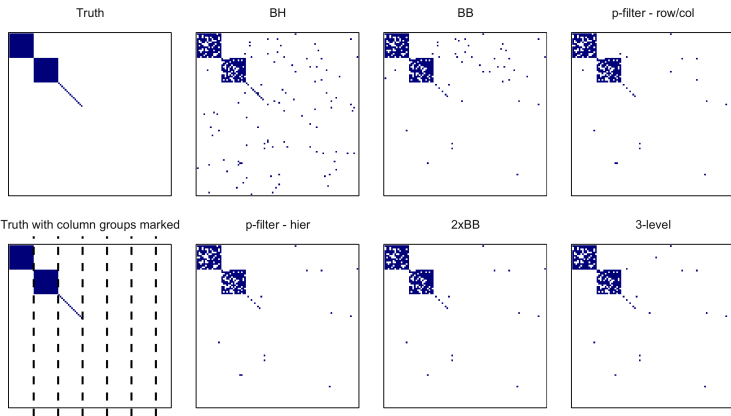 Truth
BH
BB
p-filter - row/col
Truth with column groups marked
p-filter - hier
2xBB
3-level